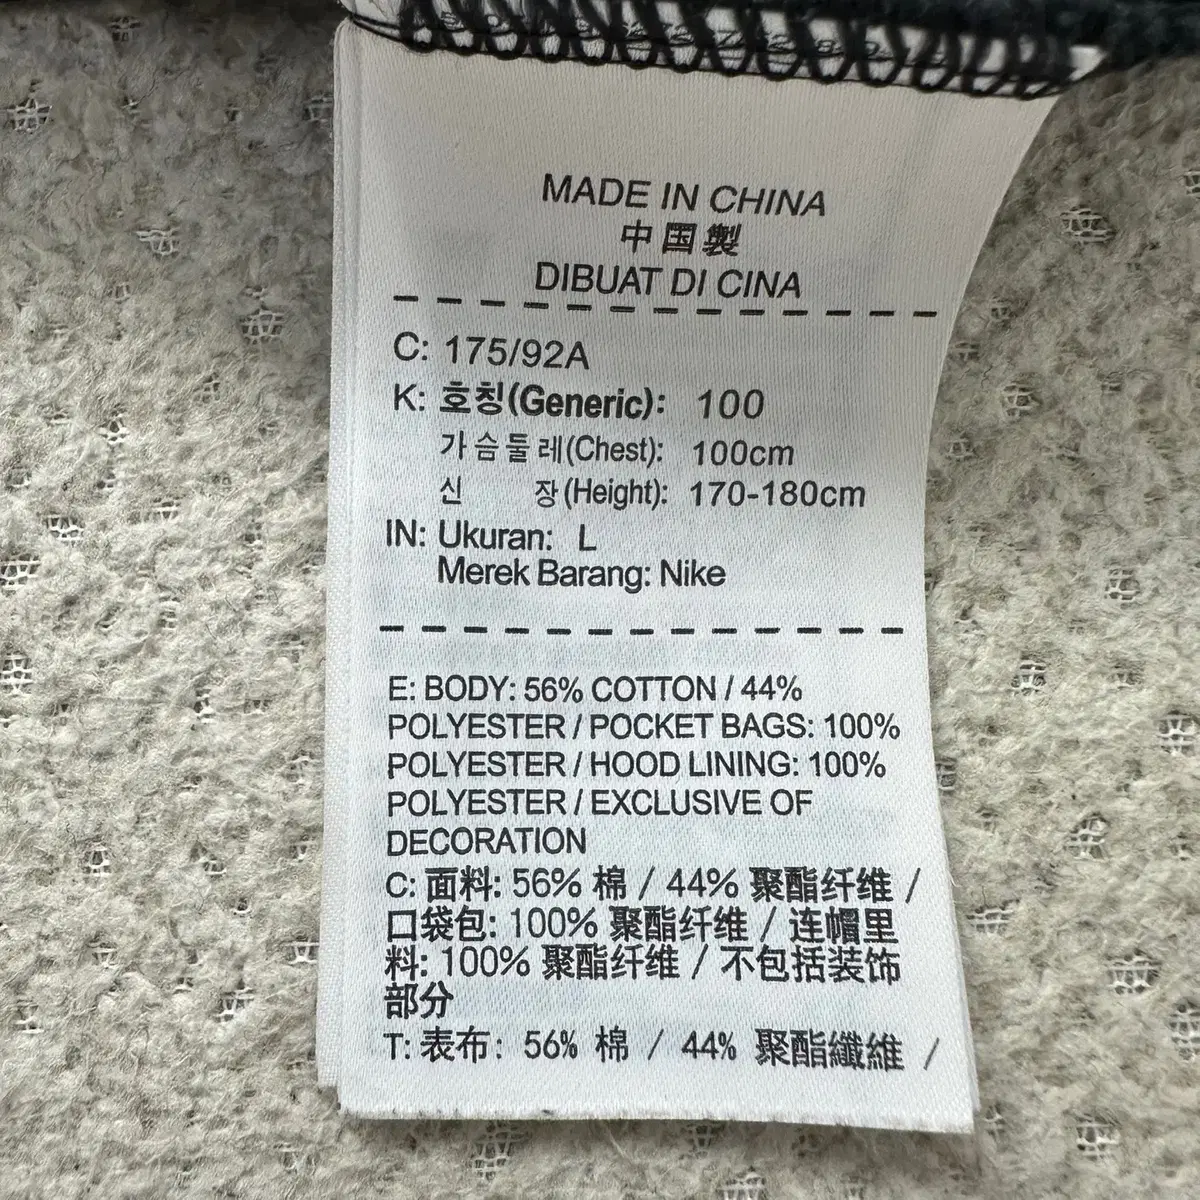 MADE IN CHINA
中国製
DIBUAT DI CINA
C: 175/92A
K: 호칭(Generic): 100
가슴둘레(Chest): 100cm
신 장(Height): 170-180cm
IN: Ukuran: L
Merek Barang: Nike
E: BODY: 56% COTTON / 44%
POLYESTER / POCKET BAGS: 100%
POLYESTER / HOOD LINING: 100%
POLYESTER / EXCLUSIVE OF
DECORATION
C: 面料: 56% 棉 / 44% 聚酯纤维 /
口袋包: 100% 聚酯纤维 / 连帽里
料: 100% 聚酯纤维 / 不包括装饰
部分
T: 表布: 56% 棉 / 44% 聚酯纖維 /